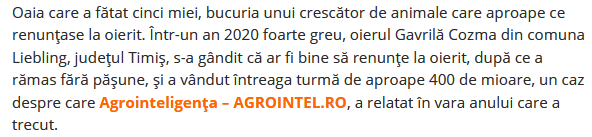 Oaia care a fătat cinci miei, bucuria unui crescător de animale care aproape ce
renunțase la oierit. Într-un an 2020 foarte greu, oierul Gavrilă Cozma din comuna
Liebling, județul Timiș, s-a gândit că ar fi bine să renunțe la oierit, după ce a
rămas fără pășune, și a vândut întreaga turmă de aproape 400 de mioare, un caz
despre care Agrointeligența – AGROINTEL.RO, a relatat în vara anului care a
trecut.